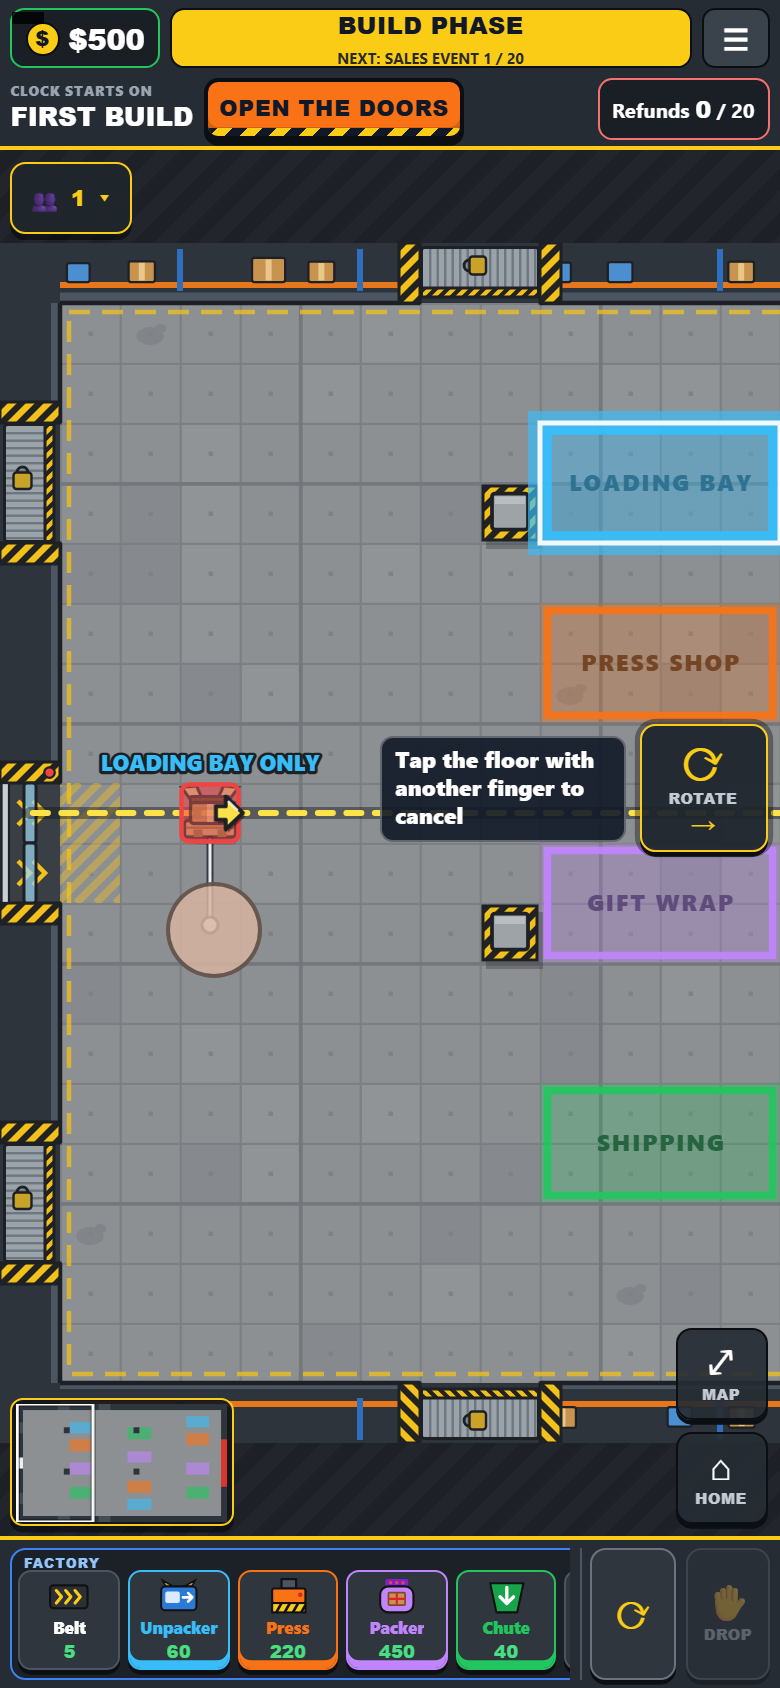 $500
BUILD PHASE
NEXT: SALES EVENT 1 / 20
CLOCK STARTS ON
FIRST BUILD
OPEN THE DOORS
Refunds 0 / 20
1
LOADING BAY
PRESS SHOP
LOADING BAY ONLY
Tap the floor with
another finger to
cancel
ROTATE
GIFT WRAP
SHIPPING
MAP
HOME
FACTORY
Belt
5
Unpacker
60
Press
220
Packer
450
Chute
40
DROP